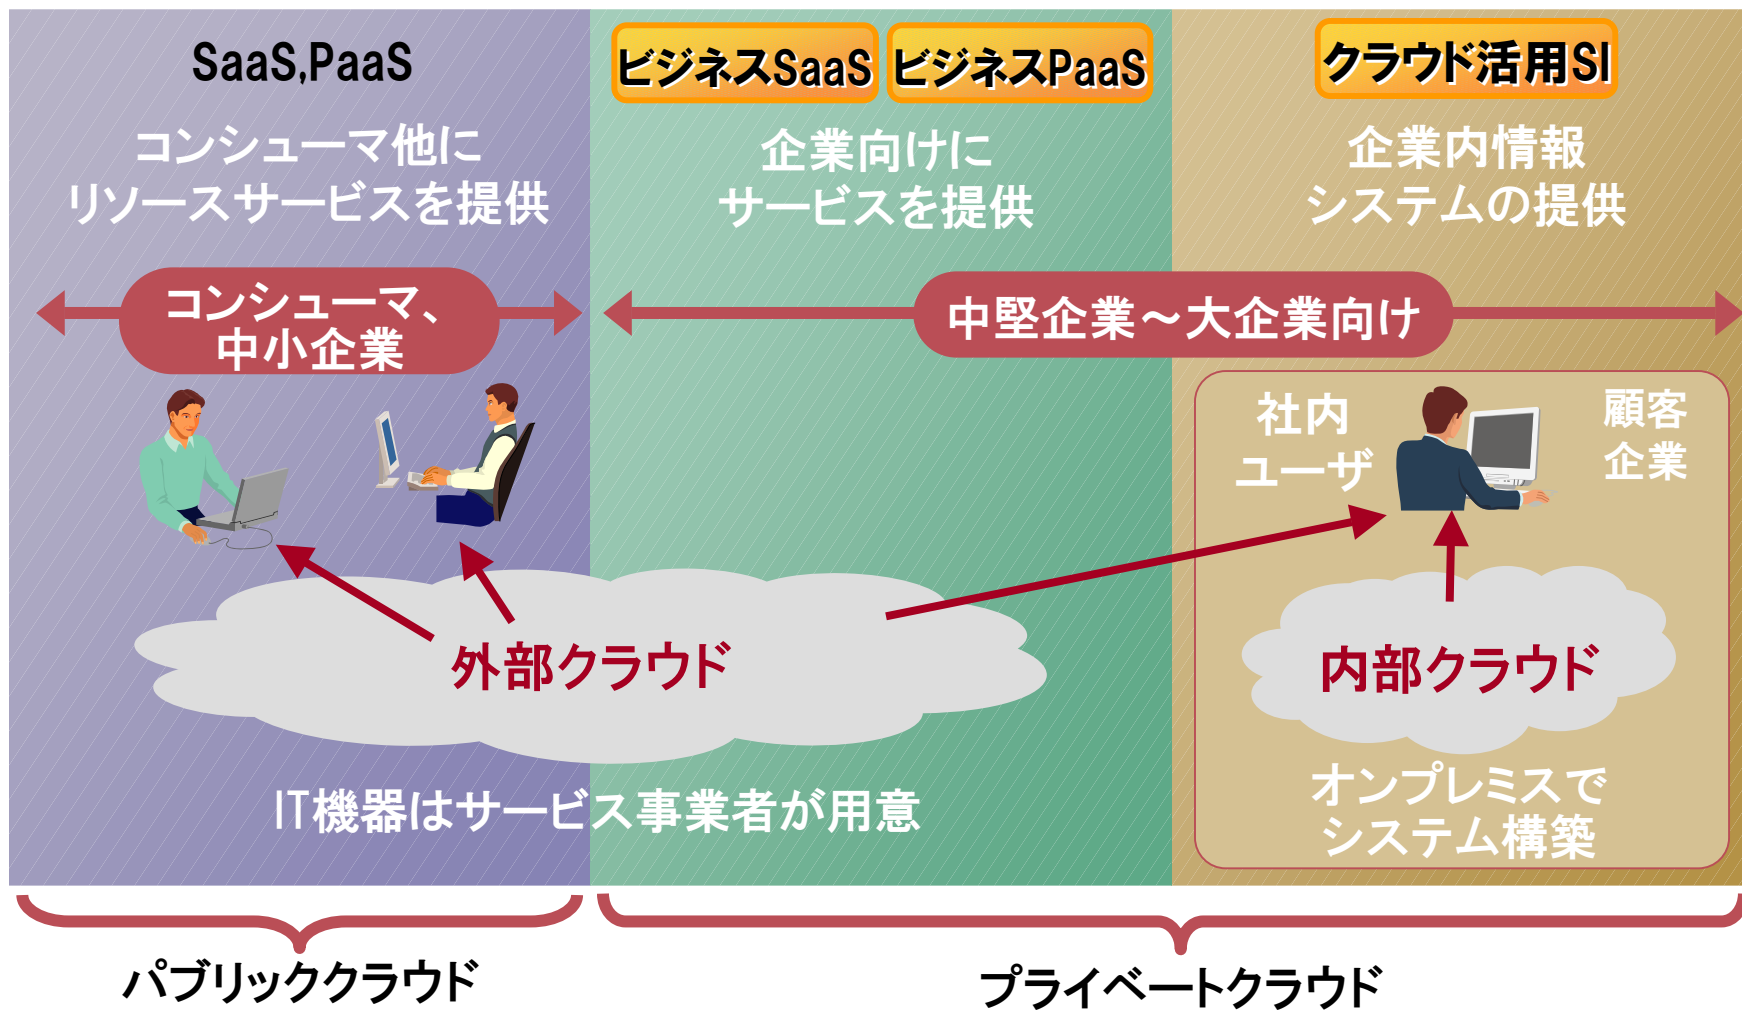 SaaS,PaaS
コンシューマ他に
リソースサービスを提供
コンシューマ、
中小企業
ビジネスSaaS
ビジネスPaaS
企業向けに
サービスを提供
クラウド活用SI
企業内情報
システムの提供
中堅企業～大企業向け
社内
ユーザ
顧客
企業
外部クラウド
内部クラウド
IT機器はサービス事業者が用意
オンプレミスで
システム構築
パブリッククラウド
プライベートクラウド